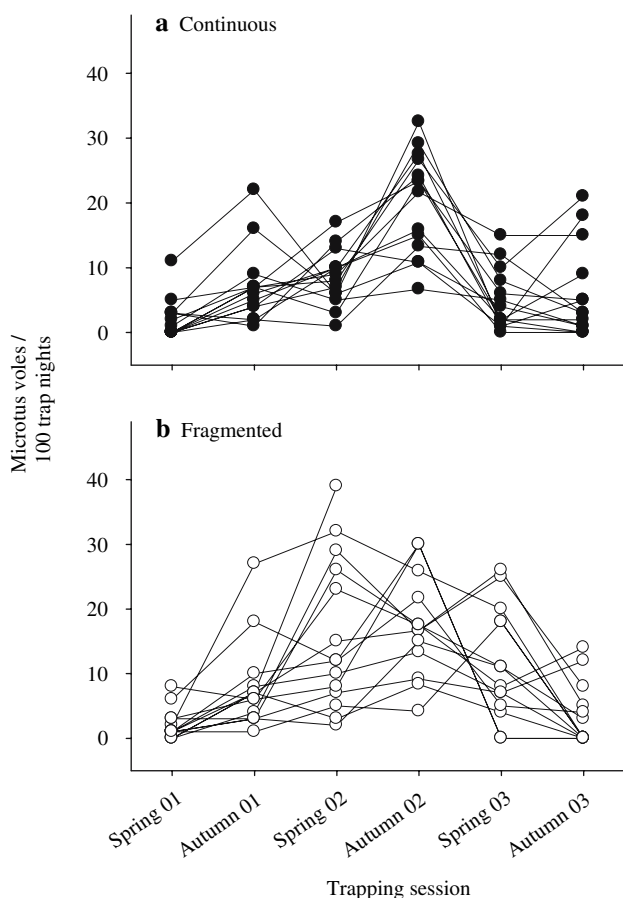 a Continuous
40
30
20
10
0
Microtus voles /
100 trap nights
b Fragmented
40
30
20
10
0
Spring 01
Autumn 01
Spring 02
Autumn 02
Spring 03
Autumn 03
Trapping session